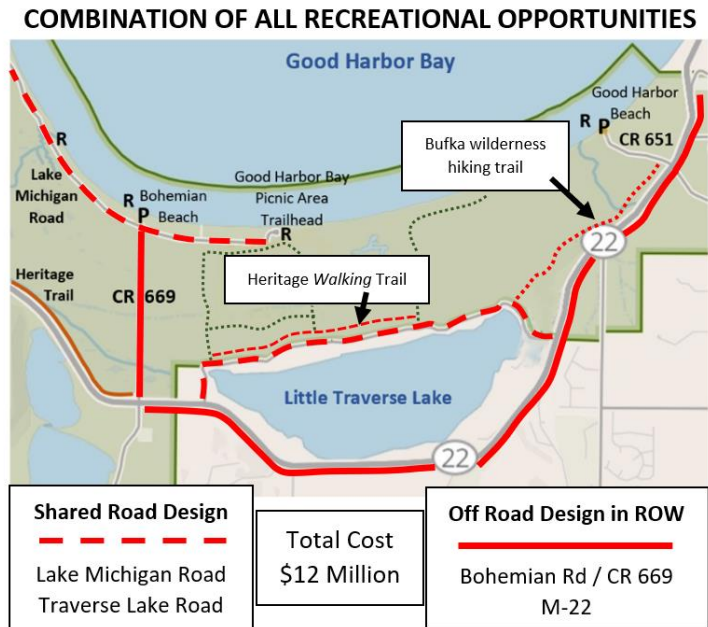 COMBINATION OF ALL RECREATIONAL OPPORTUNITIES
Good Harbor Bay
Good Harbor
Beach
R
P
CR 651
Bufka wilderness
hiking trail
R
Lake
Michigan
Road
R
P
Bohemian
Beach
Good Harbor Bay
Picnic Area
Trailhead
R
22
Heritage
Trail
CR 669
Heritage Walking Trail
Little Traverse Lake
22
Shared Road Design
Lake Michigan Road
Traverse Lake Road
Total Cost
$12 Million
Off Road Design in ROW
Bohemian Rd / CR 669
M-22